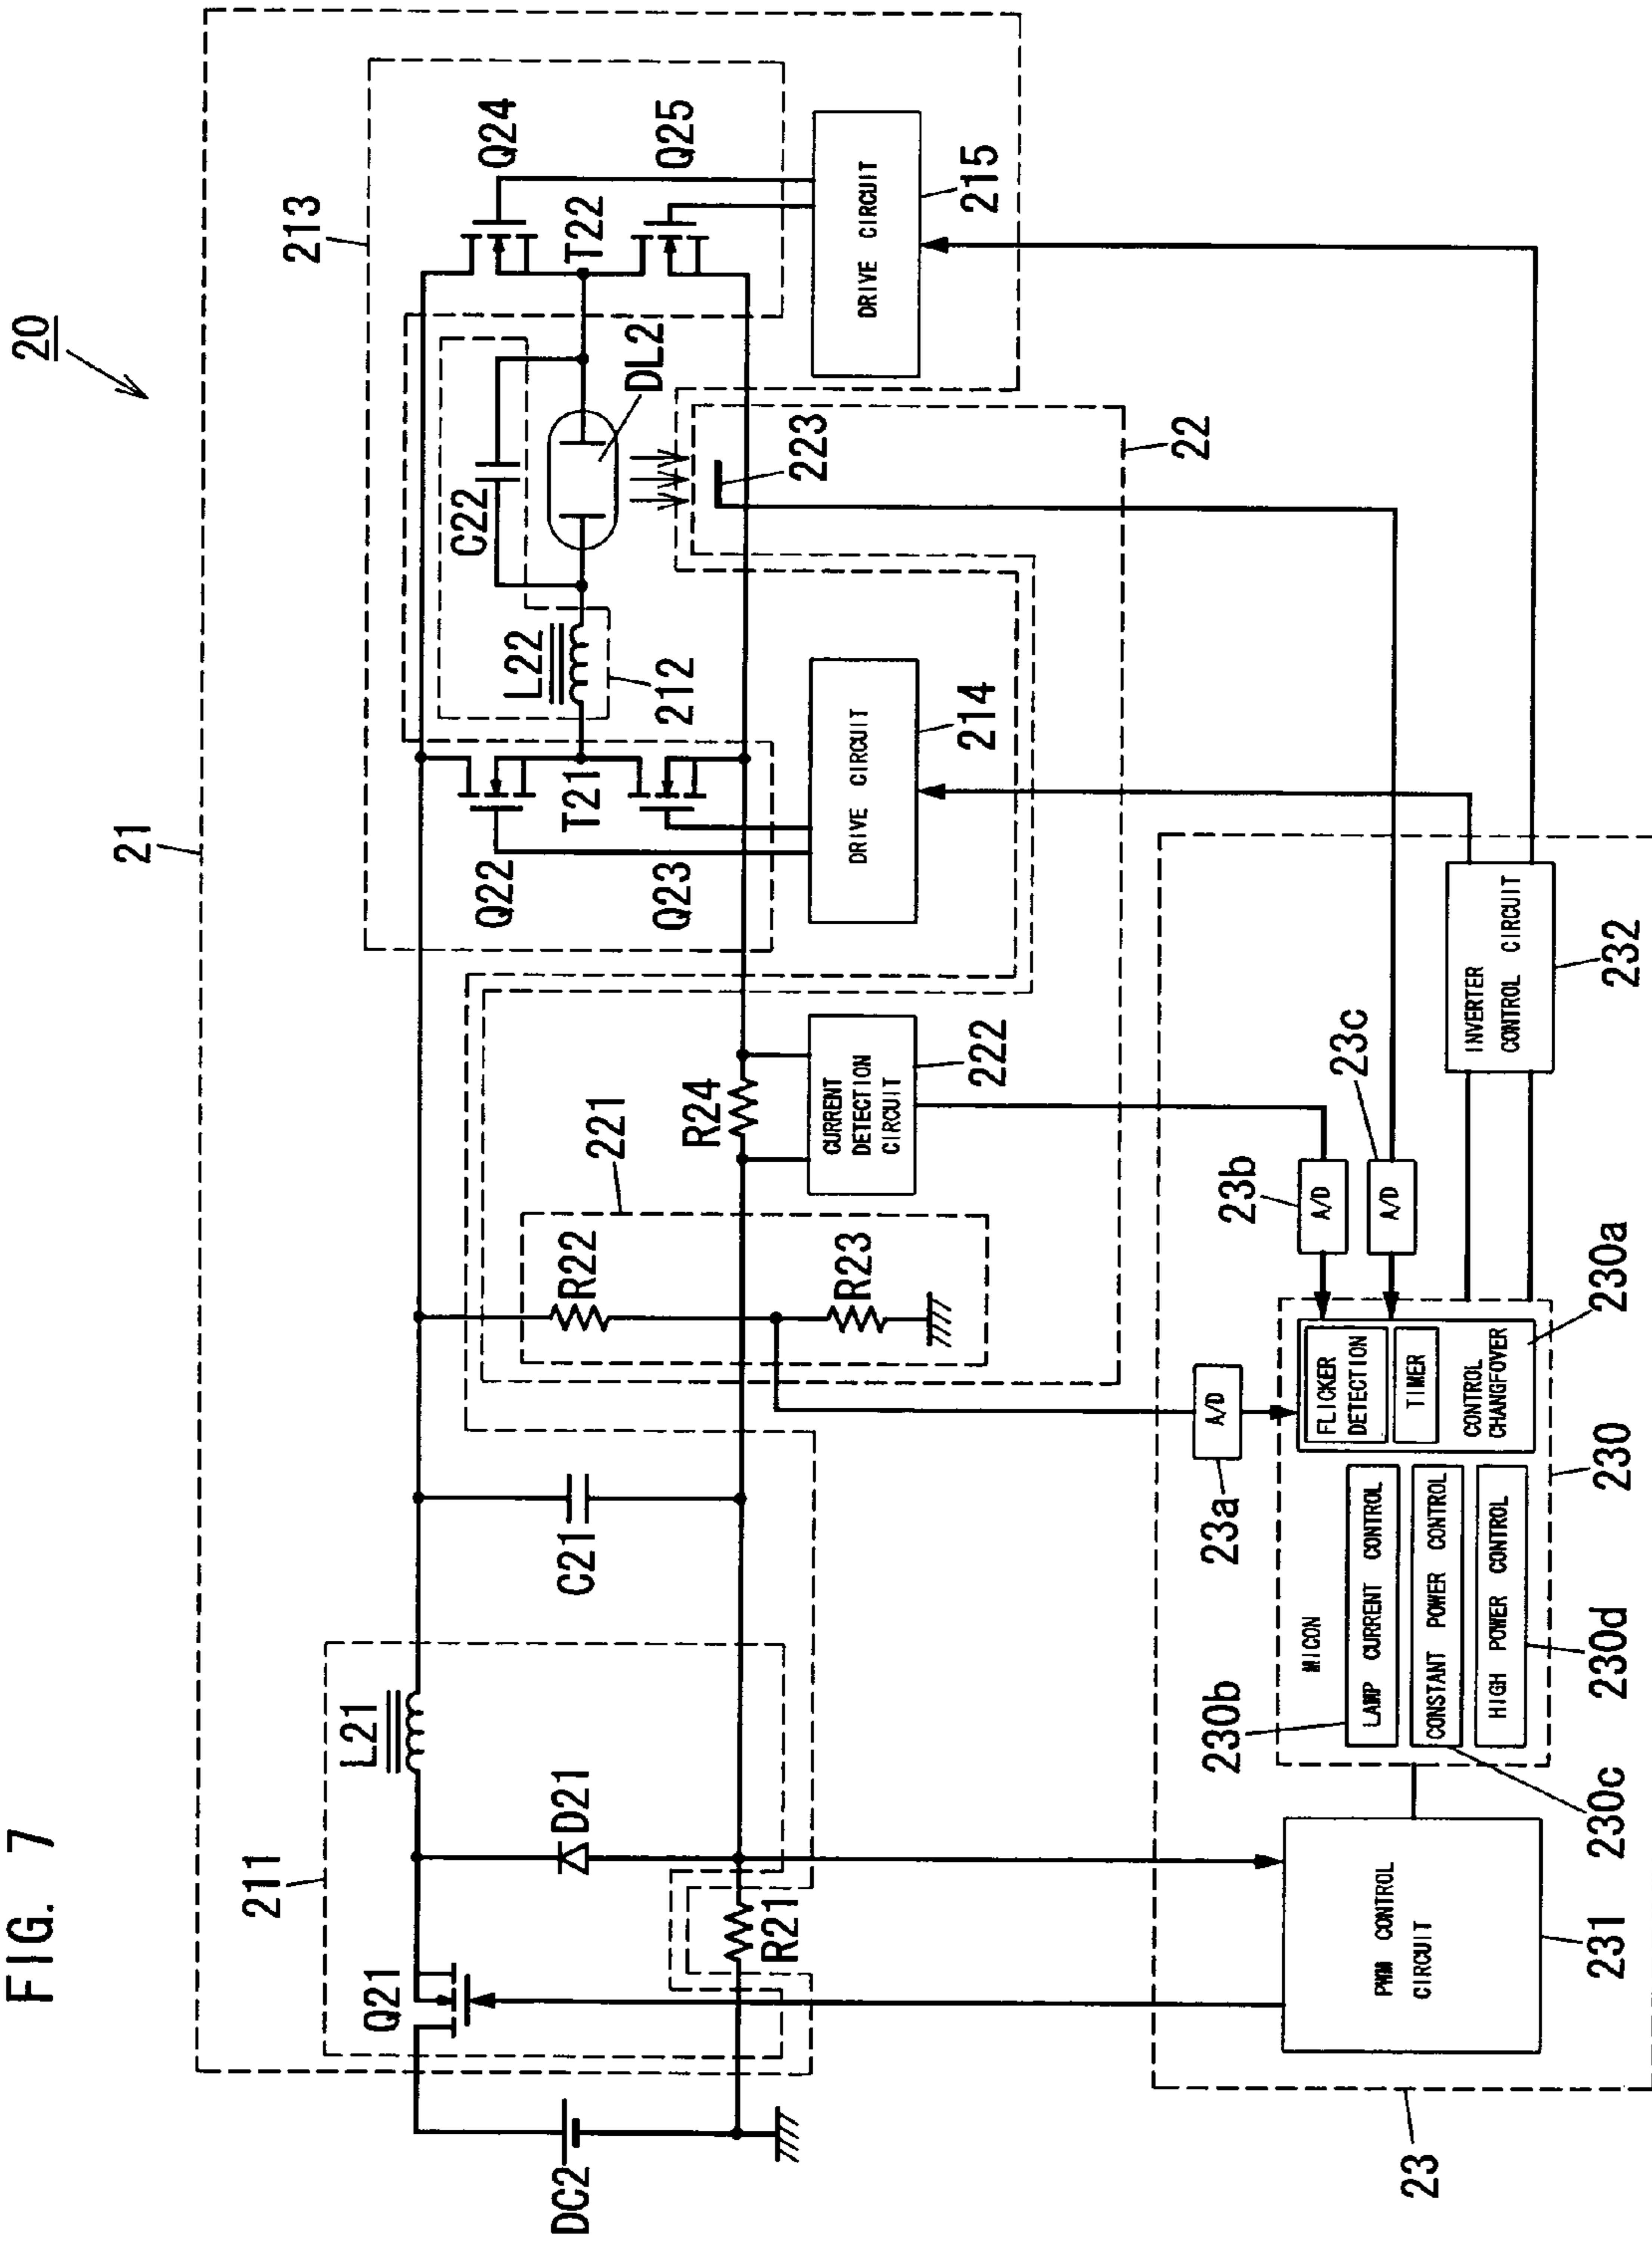 FIG. 7
20
21
213
211
Q21
L21
D21
R21
DC2
C21
221
R22
R23
R24
CURRENT
DETECTION
CIRCUIT
222
Q22
Q23
T21
L22
212
C22
DL2
T22
Q24
Q25
223
22
DRIVE CIRCUIT
214
DRIVE CIRCUIT
215
23
PWM CONTROL
CIRCUIT
231
MICON
230b
LAMP CURRENT CONTROL
CONSTANT POWER CONTROL
230c
HIGH POWER CONTROL
230d
230
23a
A/D
23b
A/D
23c
A/D
FLICKER
DETECTION
TIMER
CONTROL
CHANGFOVER
230a
INVERTER
CONTROL CIRCUIT
232